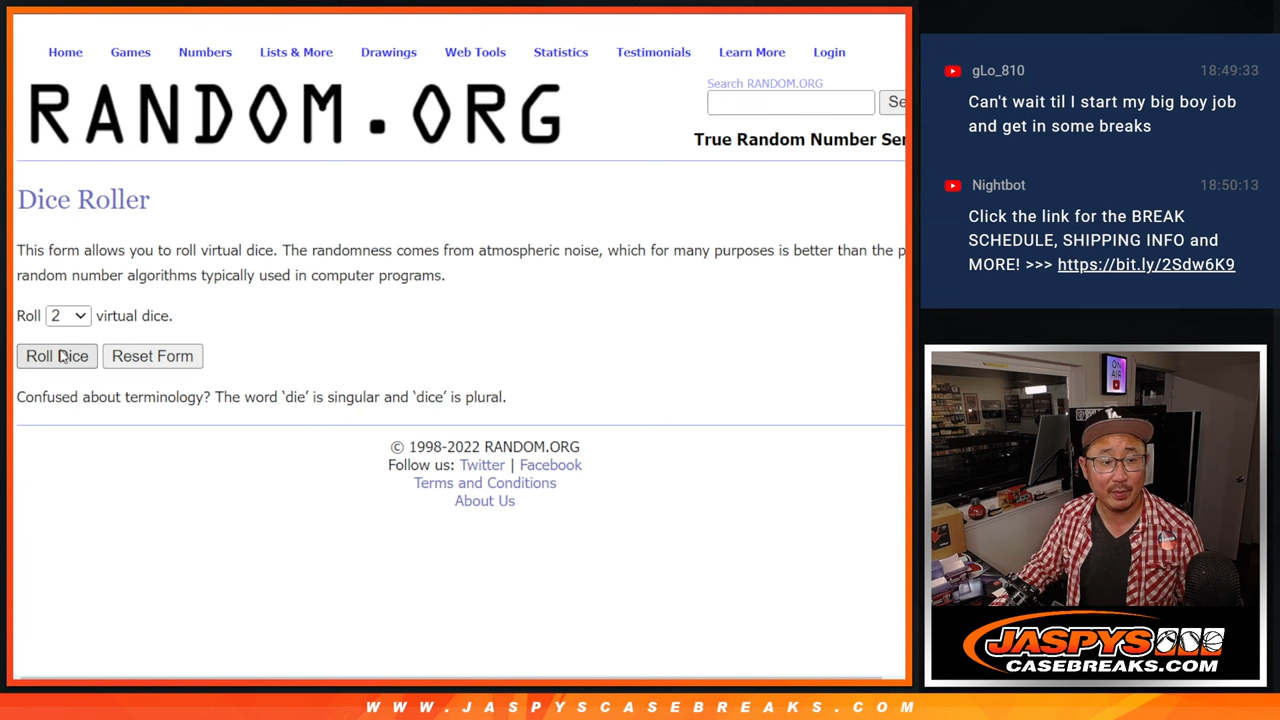 Home Games Numbers Lists & More Drawings Web Tools Statistics Testimonials Learn More Login
RANDOM.ORG
Search RANDOM.ORG
Se
True Random Number Ser
Dice Roller
This form allows you to roll virtual dice. The randomness comes from atmospheric noise, which for many purposes is better than the p
random number algorithms typically used in computer programs.
Roll 2 virtual dice.
Roll Dice Reset Form
Confused about terminology? The word ‘die’ is singular and ‘dice’ is plural.
© 1998-2022 RANDOM.ORG
Follow us: Twitter | Facebook
Terms and Conditions
About Us
gLo_810 18:49:33
Can't wait til I start my big boy job
and get in some breaks
Nightbot 18:50:13
Click the link for the BREAK
SCHEDULE, SHIPPING INFO and
MORE! >>> https://bit.ly/2Sdw6K9
ON
AIR
JASPYS
CASEBREAKS.COM
WWW.JASPYSCASEBREAKS.COM